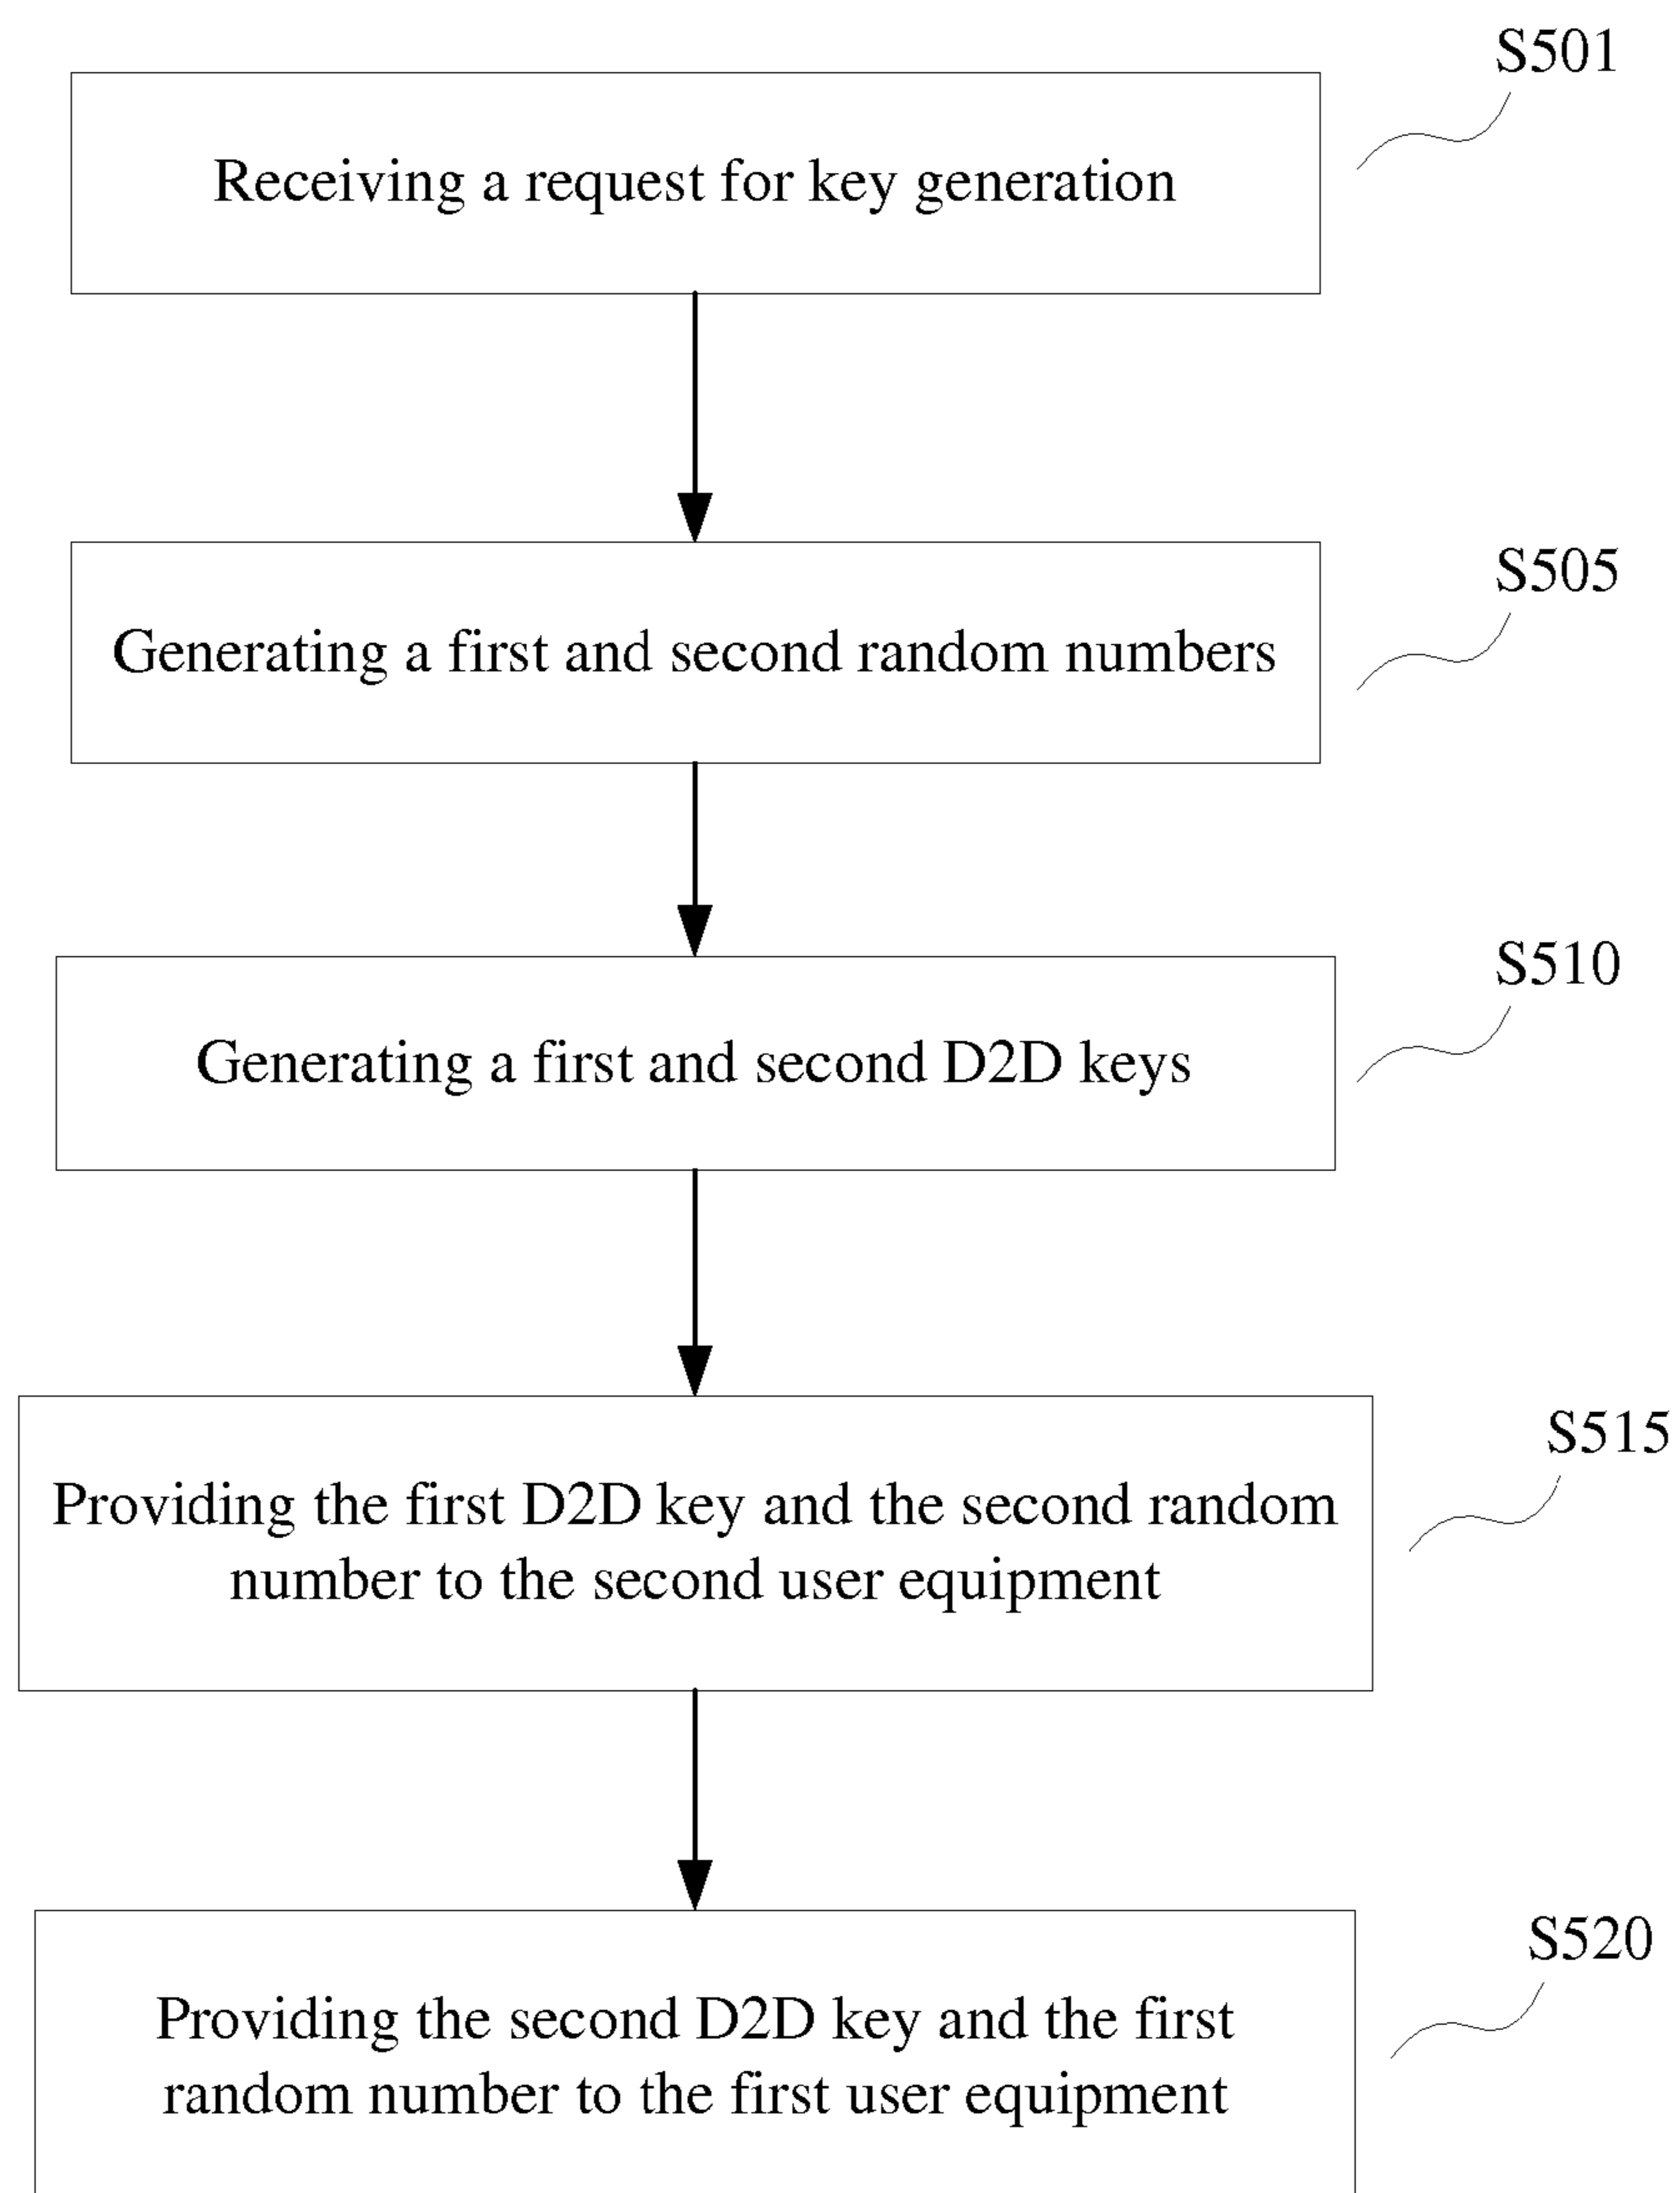 S501
Receiving a request for key generation
S505
Generating a first and second random numbers
S510
Generating a first and second D2D keys
S515
Providing the first D2D key and the second random
number to the second user equipment
S520
Providing the second D2D key and the first
random number to the first user equipment